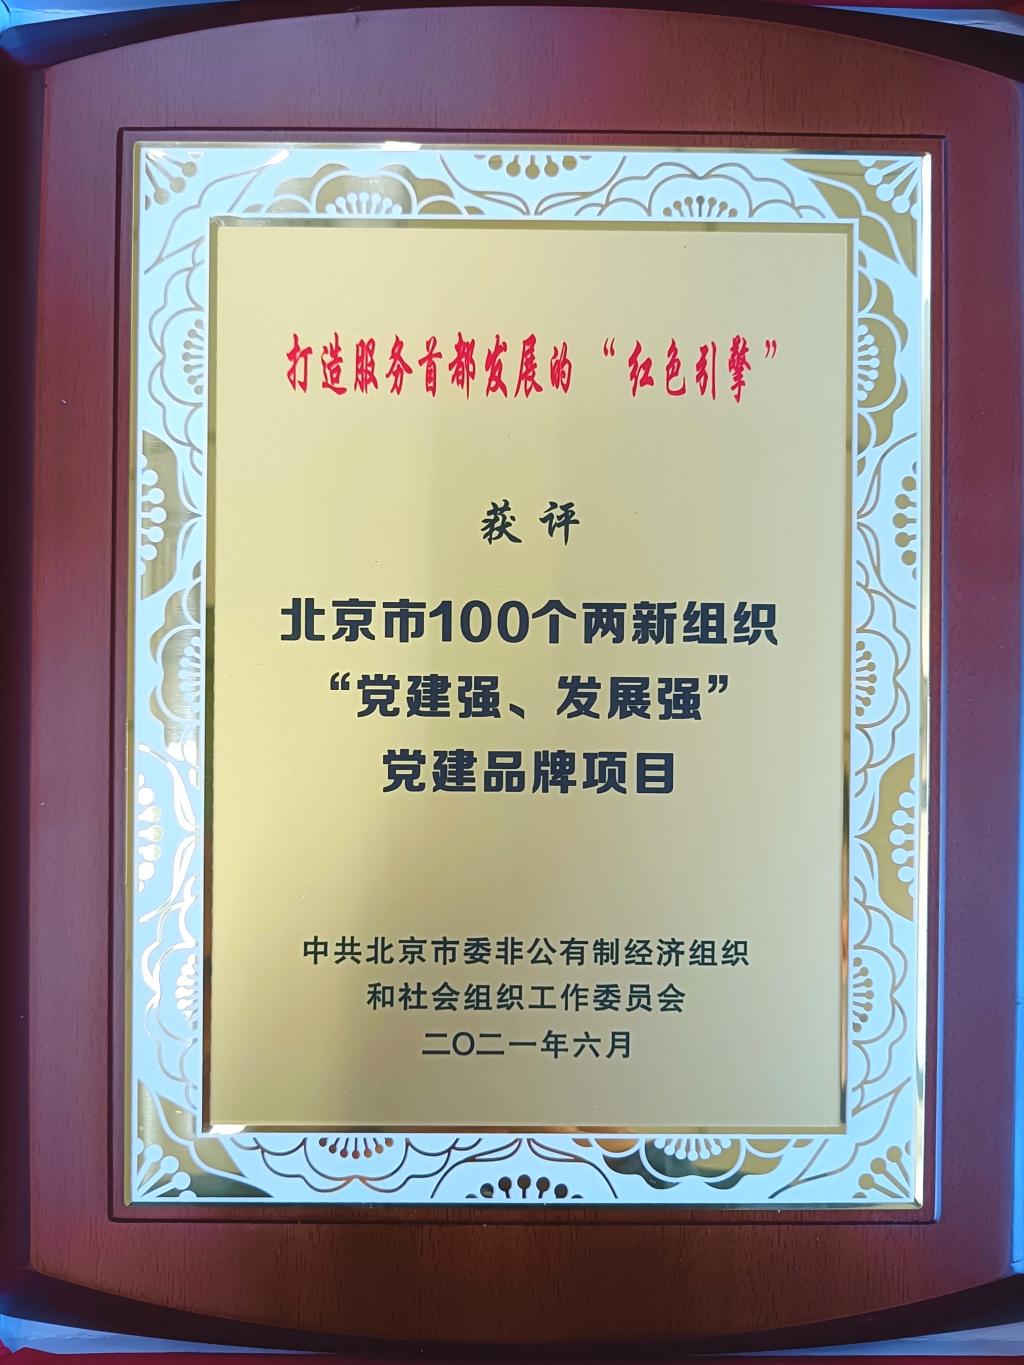 打造服务首都发展的“红色引擎”
获评
北京市100个两新组织
“党建强、发展强”
党建品牌项目
中共北京市委非公有制经济组织
和社会组织工作委员会
二〇二一年六月